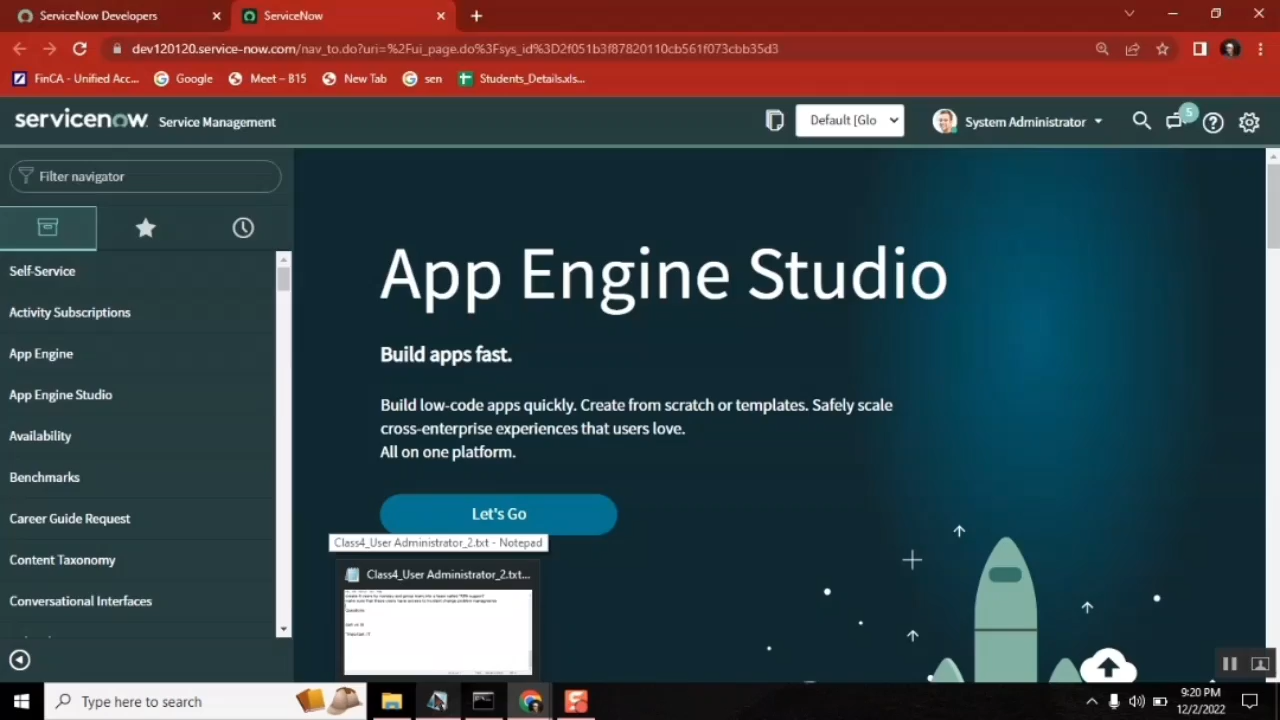 ServiceNow Developers
ServiceNow
dev120120.service-now.com/nav_to.do?uri=%2Fui_page.do%3Fsys_id%3D2f051b3f87820110cb561f073cbb35d3
FinCA - Unified Acc...
Google
Meet – B15
New Tab
sen
Students_Details.xls...
servicenow Service Management
Default [Glo
System Administrator
5
Filter navigator
Self-Service
Activity Subscriptions
App Engine
App Engine Studio
Availability
Benchmarks
Career Guide Request
Content Taxonomy
Conversational Interfaces
App Engine Studio
Build apps fast.
Build low-code apps quickly. Create from scratch or templates. Safely scale
cross-enterprise experiences that users love.
All on one platform.
Let's Go
Class4_User Administrator_2.txt - Notepad
Class4_User Administrator_2.txt...
Type here to search
5:20 PM
12/2/2022